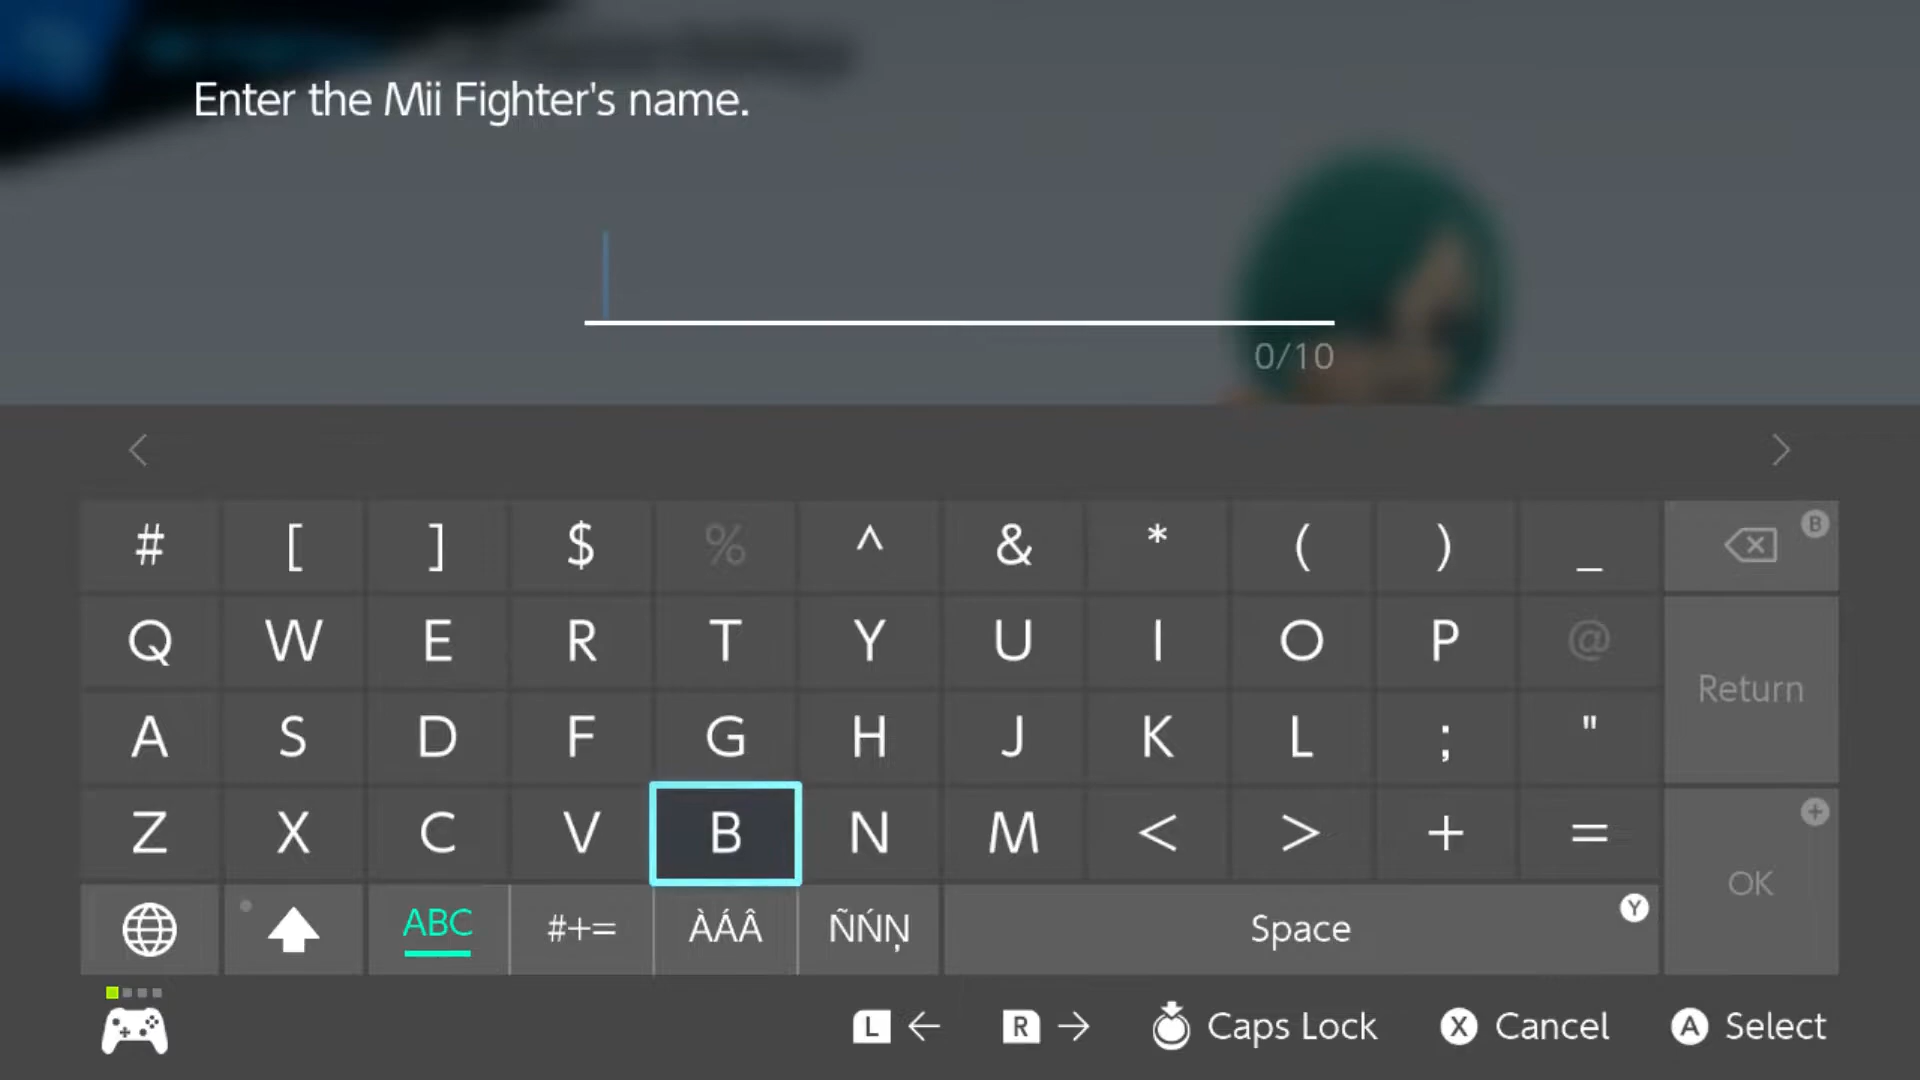 Enter the Mii Fighter's name.
0/10
< >
# [ ] $ % ^ & * ( ) _ B
Q W E R T Y U I O P @
Return
A S D F G H J K L ; "
Z X C V B N M < > + = +
OK
ABC #+= ÀÁÂ ÑŃŅ Space Y
L ← R → Caps Lock X Cancel A Select